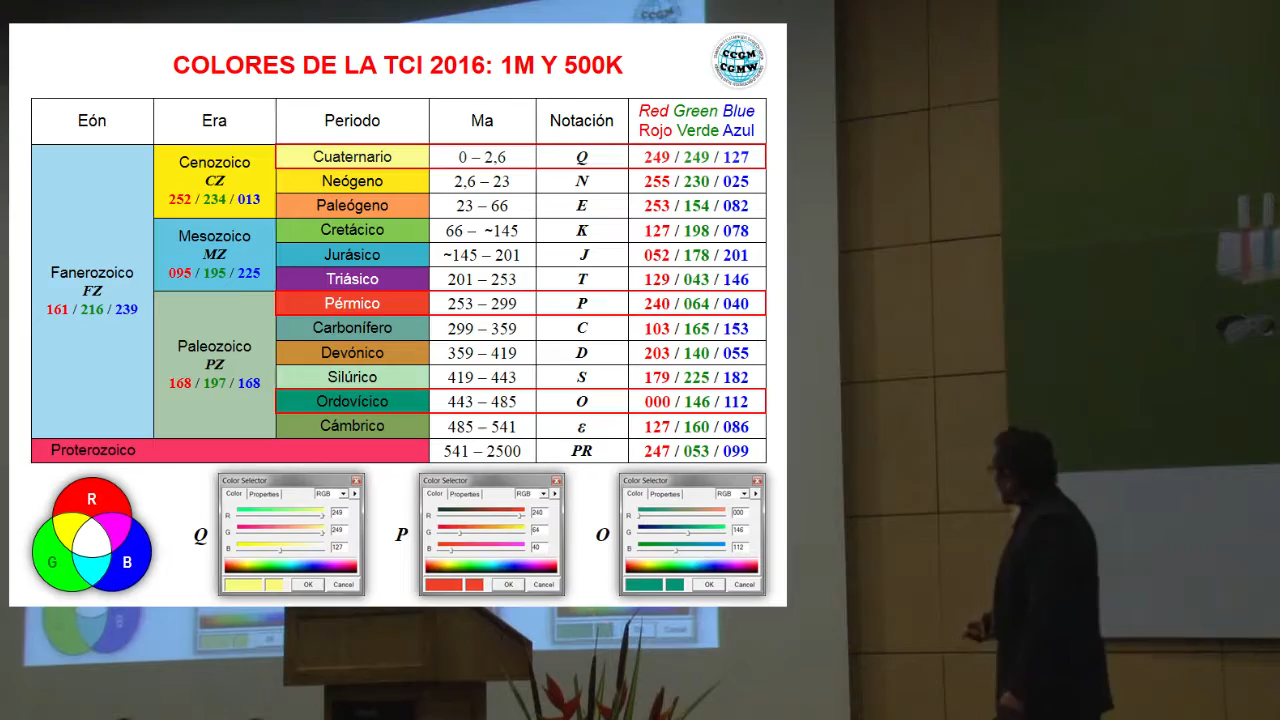 COLORES DE LA TCI 2016: 1M Y 500K
CCGM
CGMW
Eón Era Periodo Ma Notación Red Green Blue
Rojo Verde Azul
Fanerozoico
FZ
161 / 216 / 239
Cenozoico
CZ
252 / 234 / 013
Mesozoico
MZ
095 / 195 / 225
Paleozoico
PZ
168 / 197 / 168
Cuaternario 0 – 2,6 Q 249 / 249 / 127
Neógeno 2,6 – 23 N 255 / 230 / 025
Paleógeno 23 – 66 E 253 / 154 / 082
Cretácico 66 – ~145 K 127 / 198 / 078
Jurásico ~145 – 201 J 052 / 178 / 201
Triásico 201 – 253 T 129 / 043 / 146
Pérmico 253 – 299 P 240 / 064 / 040
Carbonífero 299 – 359 C 103 / 165 / 153
Devónico 359 – 419 D 203 / 140 / 055
Silúrico 419 – 443 S 179 / 225 / 182
Ordovícico 443 – 485 O 000 / 146 / 112
Cámbrico 485 – 541 ε 127 / 160 / 086
Proterozoico 541 – 2500 PR 247 / 053 / 099
R
G B
Q
Color Selector
Color Properties RGB
R 249
G 249
B 127
OK Cancel
P
Color Selector
Color Properties RGB
R 240
G 64
B 40
OK Cancel
O
Color Selector
Color Properties RGB
R 000
G 146
B 112
OK Cancel